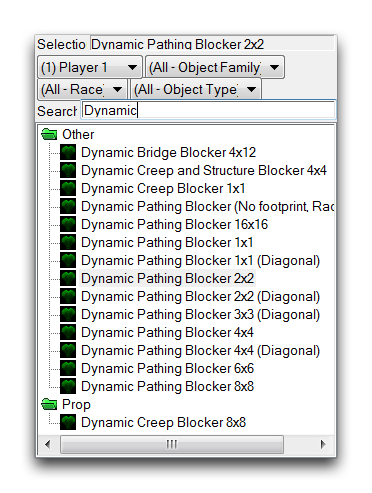 Selectio Dynamic Pathing Blocker 2x2
(1) Player 1 (All - Object Family)
(All - Race) (All - Object Type)
Search Dynamic
Other
Dynamic Bridge Blocker 4x12
Dynamic Creep and Structure Blocker 4x4
Dynamic Creep Blocker 1x1
Dynamic Pathing Blocker (No footprint, Rac
Dynamic Pathing Blocker 16x16
Dynamic Pathing Blocker 1x1
Dynamic Pathing Blocker 1x1 (Diagonal)
Dynamic Pathing Blocker 2x2
Dynamic Pathing Blocker 2x2 (Diagonal)
Dynamic Pathing Blocker 3x3 (Diagonal)
Dynamic Pathing Blocker 4x4
Dynamic Pathing Blocker 4x4 (Diagonal)
Dynamic Pathing Blocker 6x6
Dynamic Pathing Blocker 8x8
Prop
Dynamic Creep Blocker 8x8